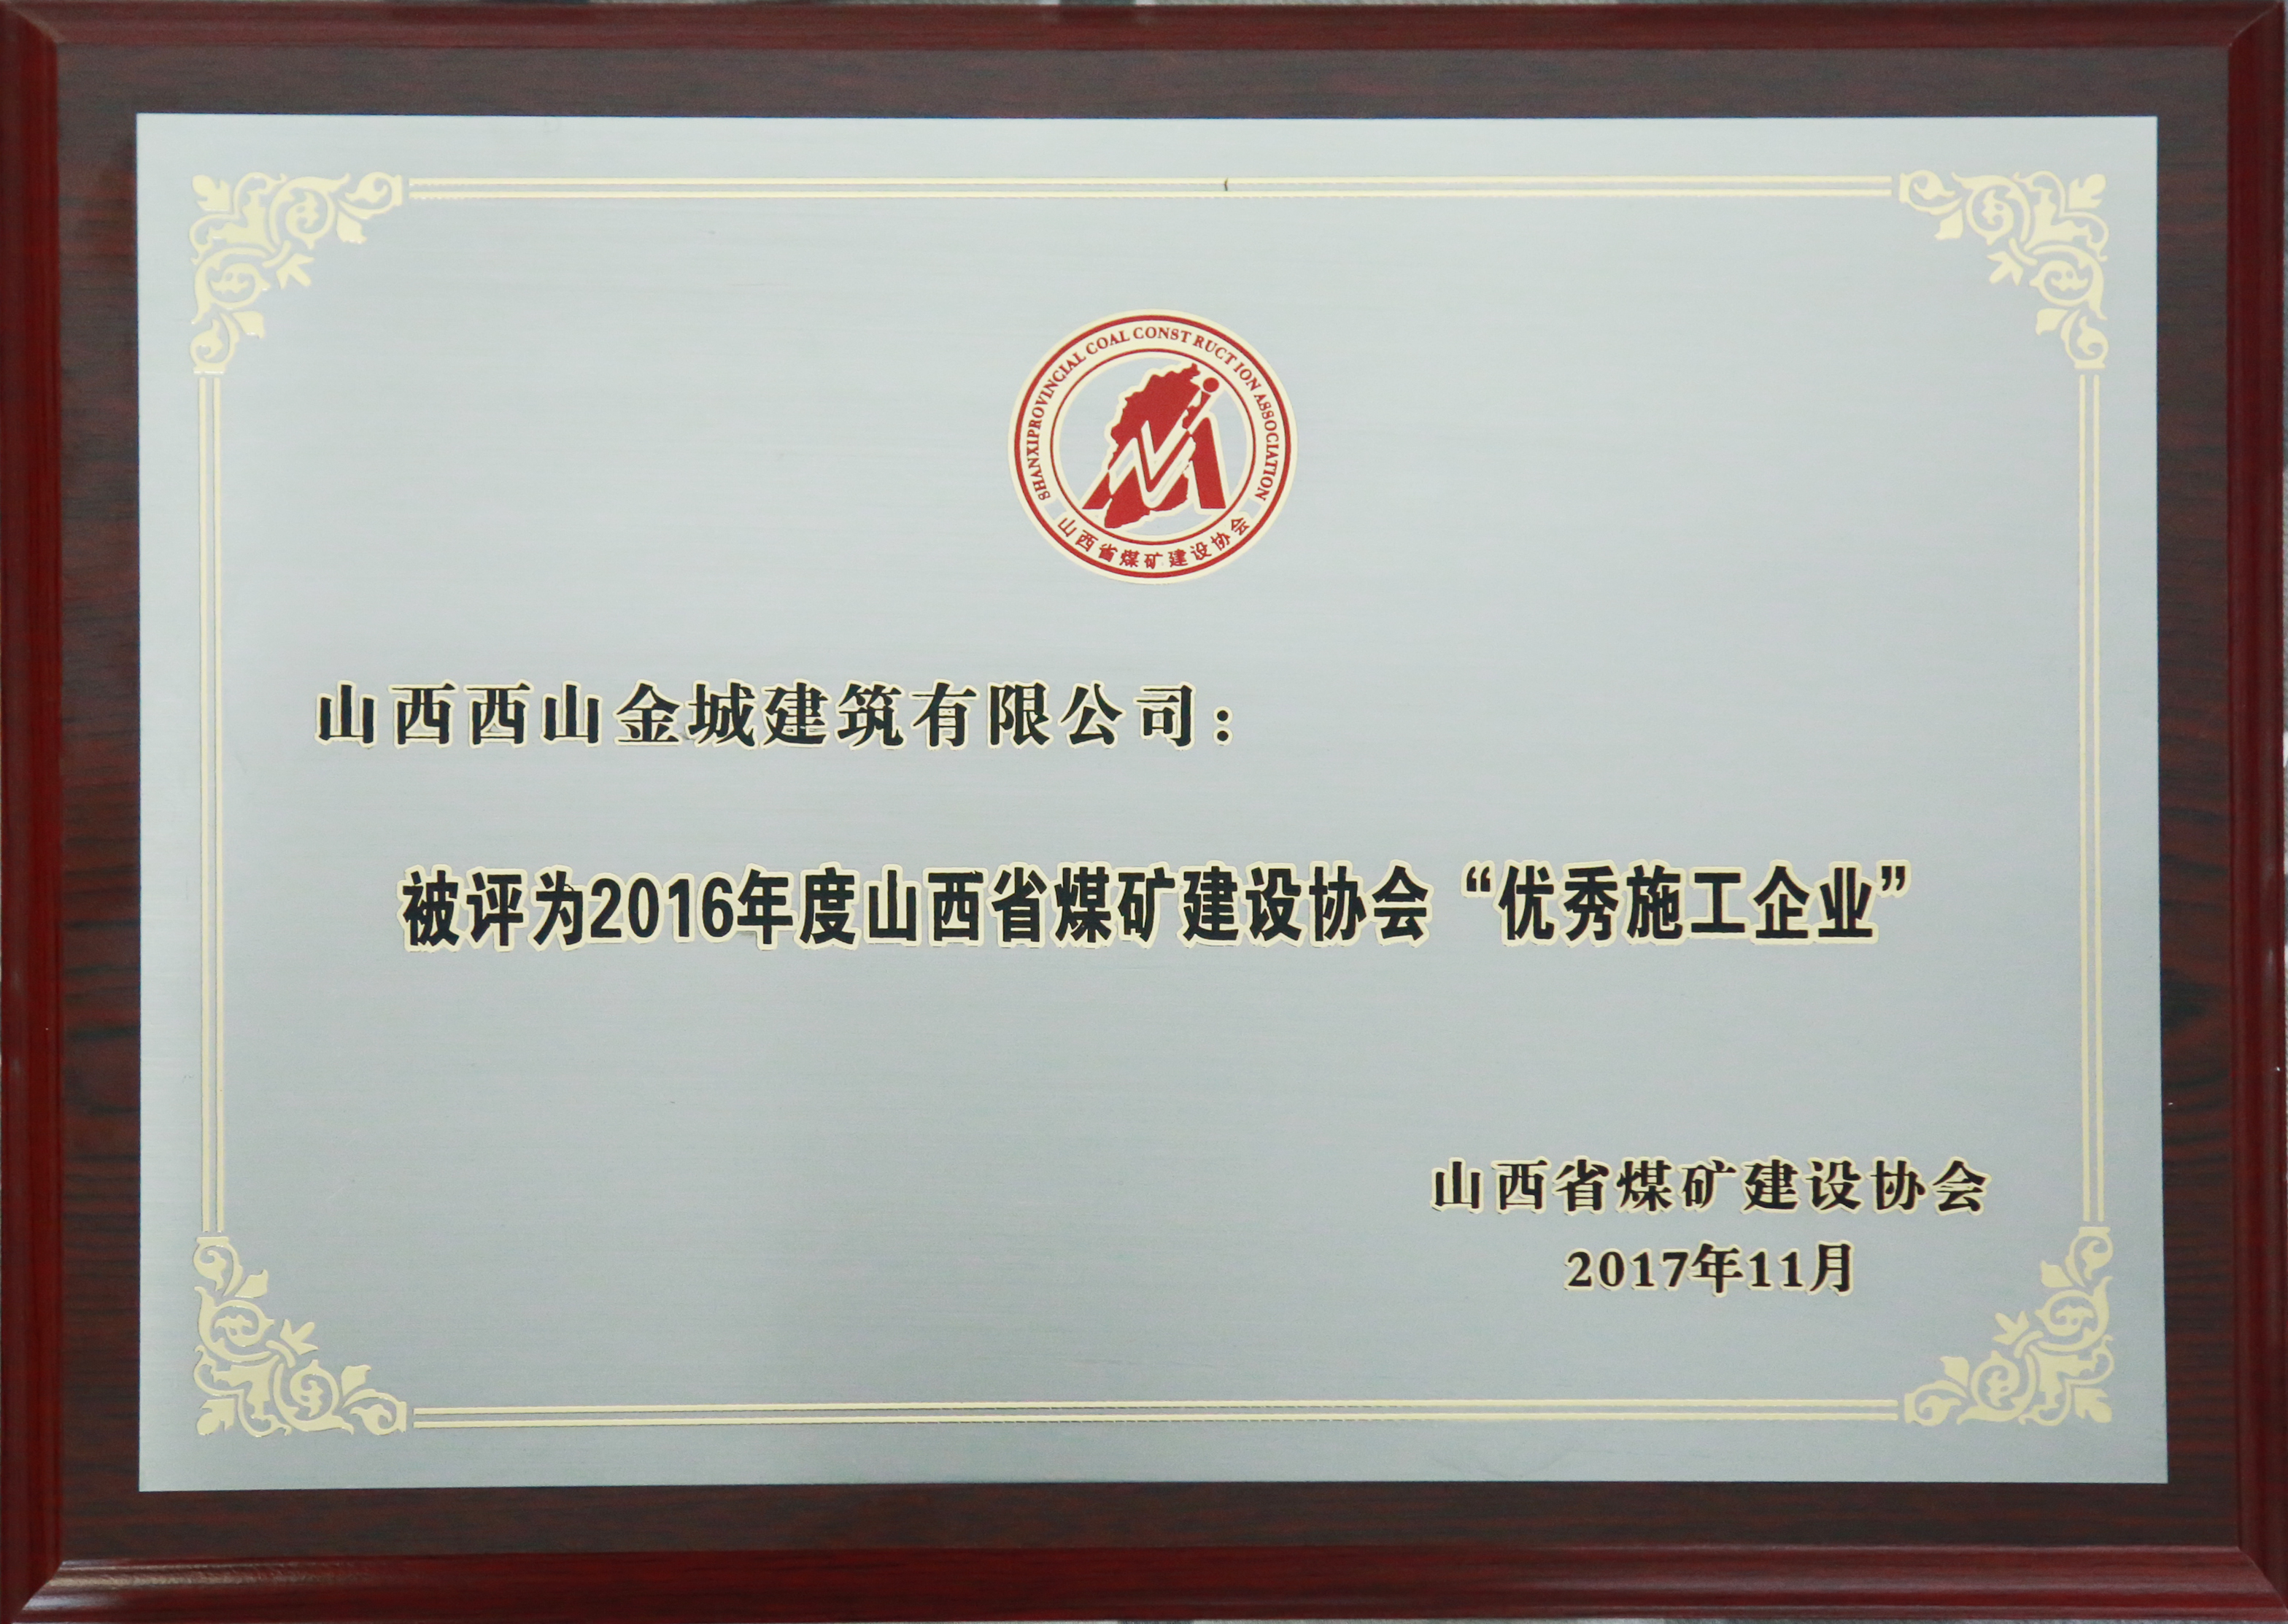 SHANXIPROVINCIAL COAL CONSTRUCTION ASSOCIATION
山西省煤矿建设协会
山西西山金城建筑有限公司：
被评为2016年度山西省煤矿建设协会“优秀施工企业”
山西省煤矿建设协会
2017年11月